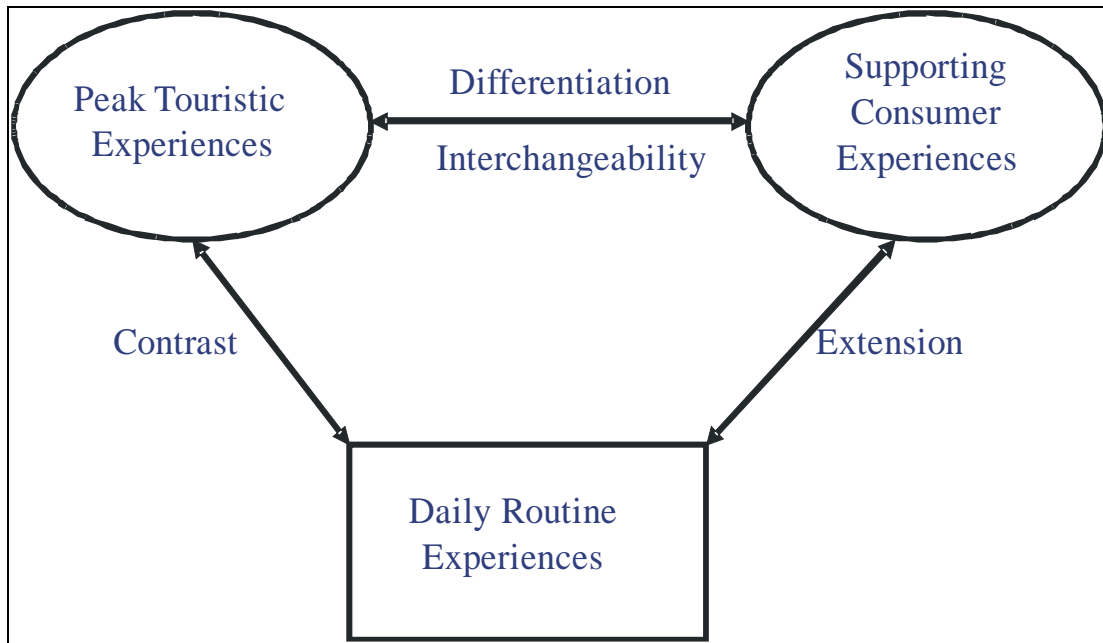 Peak Touristic
Experiences
Differentiation
Interchangeability
Supporting
Consumer
Experiences
Contrast
Extension
Daily Routine
Experiences